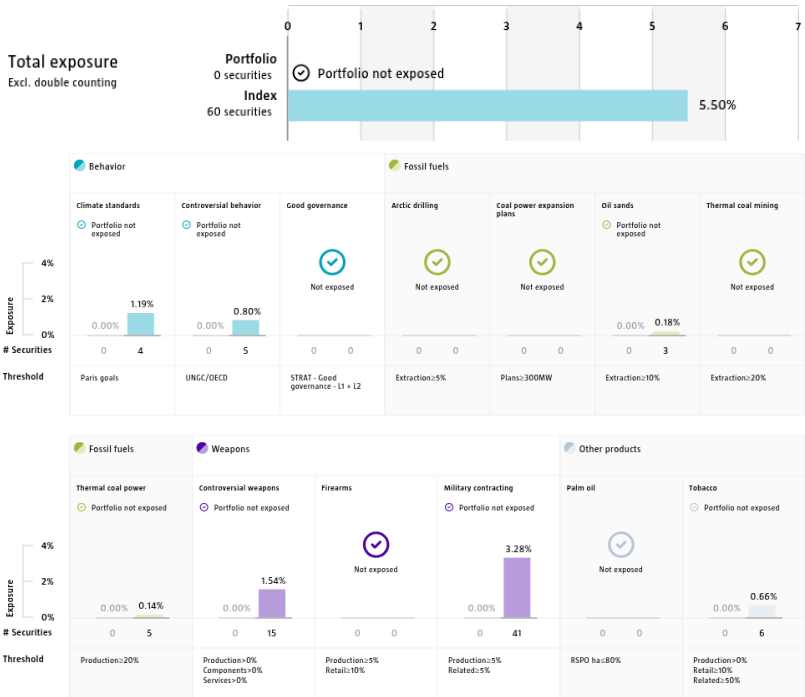 0 1 2 3 4 5 6 7
Total exposure
Excl. double counting
Portfolio
0 securities
Portfolio not exposed
Index
60 securities
5.50%
Behavior
Fossil fuels
Climate standards
Controversial behavior
Good governance
Arctic drilling
Coal power expansion
plans
Oil sands
Thermal coal mining
Portfolio not
exposed
Portfolio not
exposed
Portfolio not
exposed
Not exposed
Not exposed
Not exposed
Not exposed
Exposure
4%
2%
0%
0.00% 1.19%
0.00% 0.80%
0.00% 0.18%
# Securities 0 4 0 5 0 0 0 0 0 0 0 3 0 0
Threshold
Paris goals
UNGC/OECD
STRAT - Good
governance - L1 + L2
Extraction≥5%
Plans≥300MW
Extraction≥10%
Extraction≥20%
Fossil fuels
Weapons
Other products
Thermal coal power
Controversial weapons
Firearms
Military contracting
Palm oil
Tobacco
Portfolio not exposed
Portfolio not exposed
Portfolio not exposed
Portfolio not exposed
Not exposed
Not exposed
Exposure
4%
2%
0%
0.00% 0.14%
0.00% 1.54%
0.00% 3.28%
0.00% 0.66%
# Securities 0 5 0 15 0 0 0 41 0 0 0 6
Threshold
Production≥20%
Production>0%
Components>0%
Services>0%
Production≥5%
Retail≥10%
Production≥5%
Related≥5%
RSPO ha≤80%
Production>0%
Retail≥10%
Related≥50%